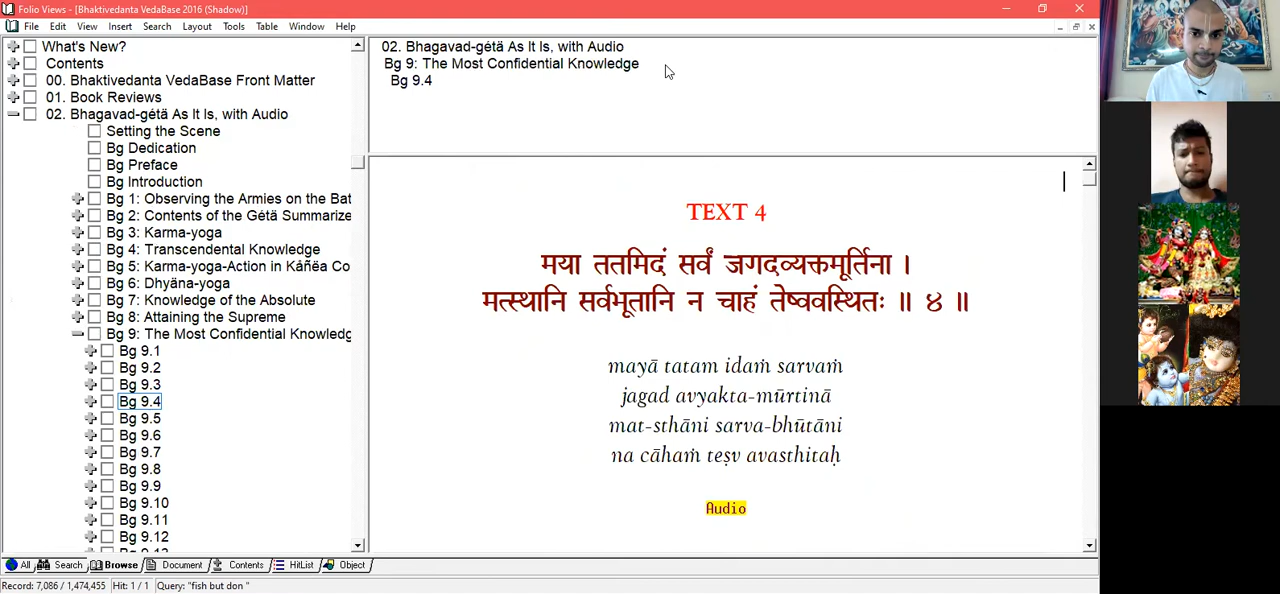 Folio Views - [Bhaktivedanta VedaBase 2016 (Shadow)]
File Edit View Insert Search Layout Tools Table Window Help
What's New?
Contents
00. Bhaktivedanta VedaBase Front Matter
01. Book Reviews
02. Bhagavad-gétä As It Is, with Audio
Setting the Scene
Bg Dedication
Bg Preface
Bg Introduction
Bg 1: Observing the Armies on the Bat
Bg 2: Contents of the Gétä Summarize
Bg 3: Karma-yoga
Bg 4: Transcendental Knowledge
Bg 5: Karma-yoga-Action in Kåñëa Co
Bg 6: Dhyäna-yoga
Bg 7: Knowledge of the Absolute
Bg 8: Attaining the Supreme
Bg 9: The Most Confidential Knowledg
Bg 9.1
Bg 9.2
Bg 9.3
Bg 9.4
Bg 9.5
Bg 9.6
Bg 9.7
Bg 9.8
Bg 9.9
Bg 9.10
Bg 9.11
Bg 9.12
02. Bhagavad-gétä As It Is, with Audio
Bg 9: The Most Confidential Knowledge
Bg 9.4
TEXT 4
मया ततमिदं सर्वं जगदव्यक्तमूर्तिना ।
मत्स्थानि सर्वभूतानि न चाहं तेष्ववस्थितः ॥ ४ ॥
mayā tatam idaṁ sarvaṁ
jagad avyakta-mūrtinā
mat-sthāni sarva-bhūtāni
na cāhaṁ teṣv avasthitaḥ
Audio
All Search Browse Document Contents HitList Object
Record: 7,086 / 1,474,455 Hit: 1 / 1 Query: "fish but don "